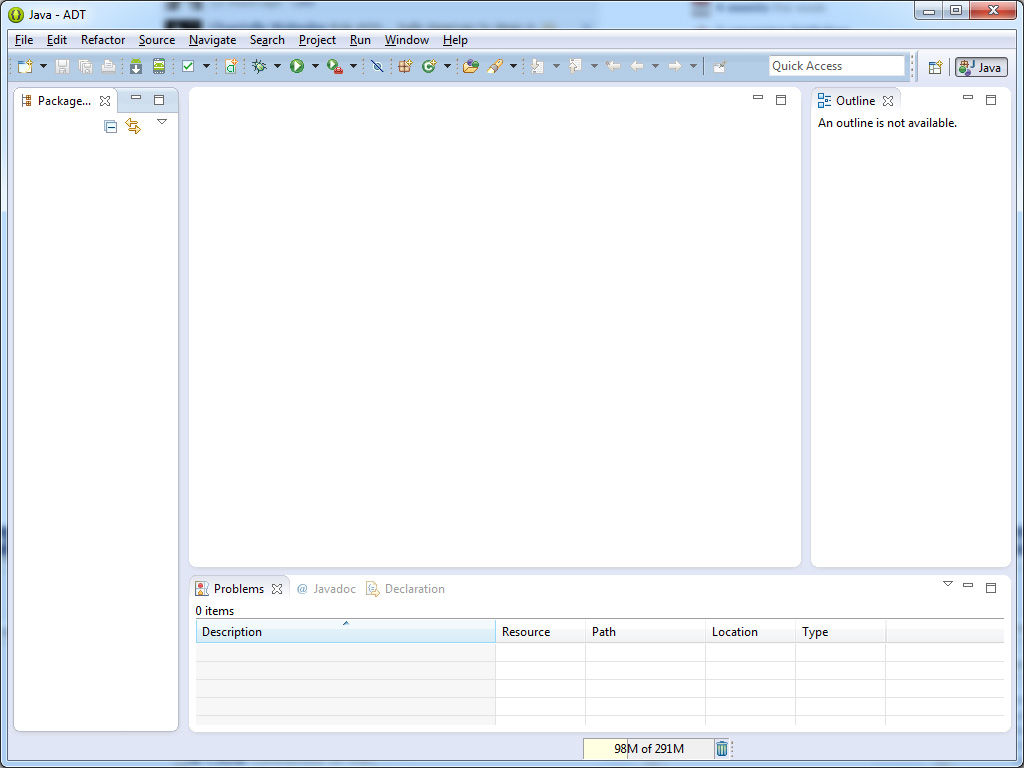 Java - ADT
File Edit Refactor Source Navigate Search Project Run Window Help
Quick Access
Java
Package...
Outline
An outline is not available.
Problems @ Javadoc Declaration
0 items
Description Resource Path Location Type
98M of 291M